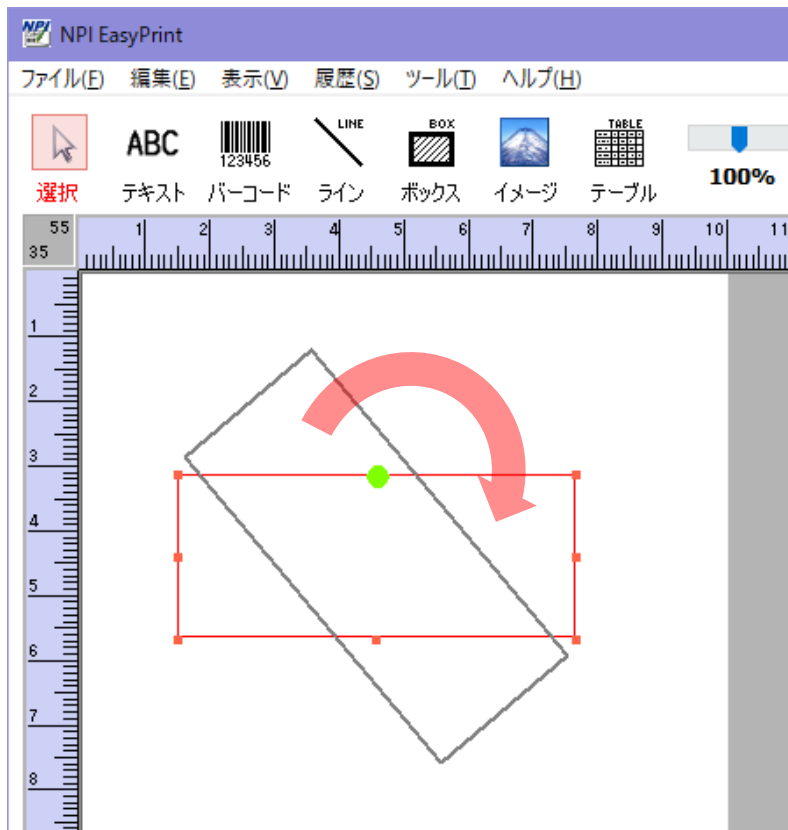 NPI NPI EasyPrint
ファイル(F) 編集(E) 表示(V) 履歴(S) ツール(T) ヘルプ(H)
ABC 123456 LINE BOX TABLE
選択 テキスト バーコード ライン ボックス イメージ テーブル 100%
55 1 2 3 4 5 6 7 8 9 10 11
35
1
2
3
4
5
6
7
8